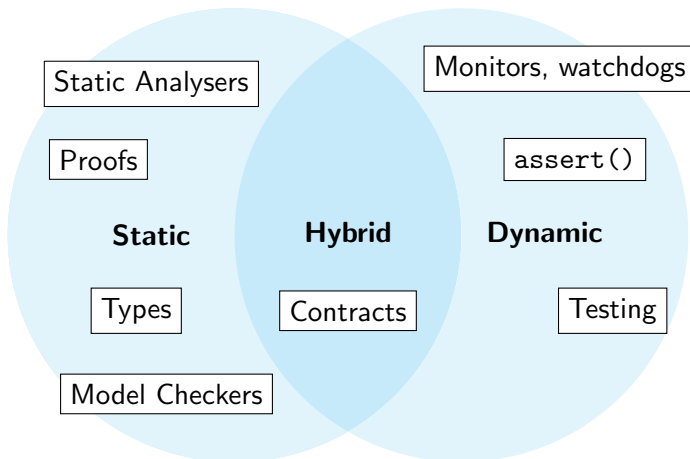 Static Analysers
Monitors, watchdogs
Proofs
assert()
Static
Hybrid
Dynamic
Types
Contracts
Testing
Model Checkers